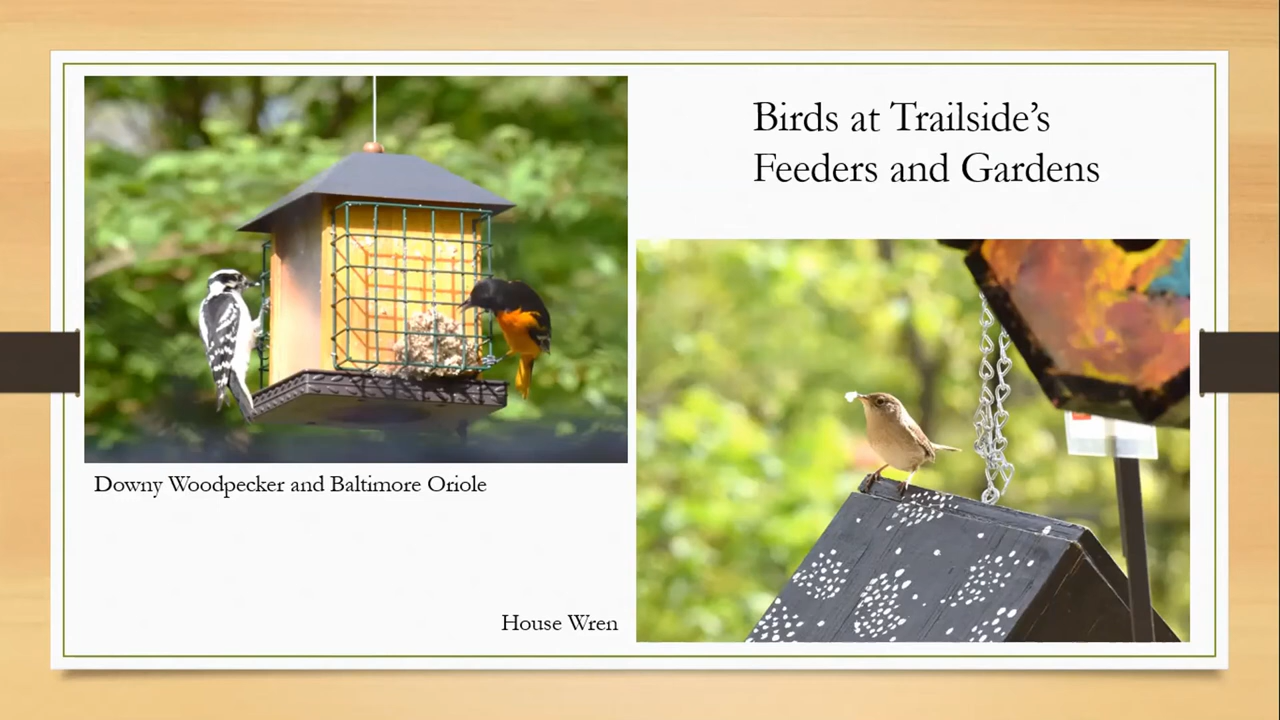 Birds at Trailside’s
Feeders and Gardens
Downy Woodpecker and Baltimore Oriole
House Wren